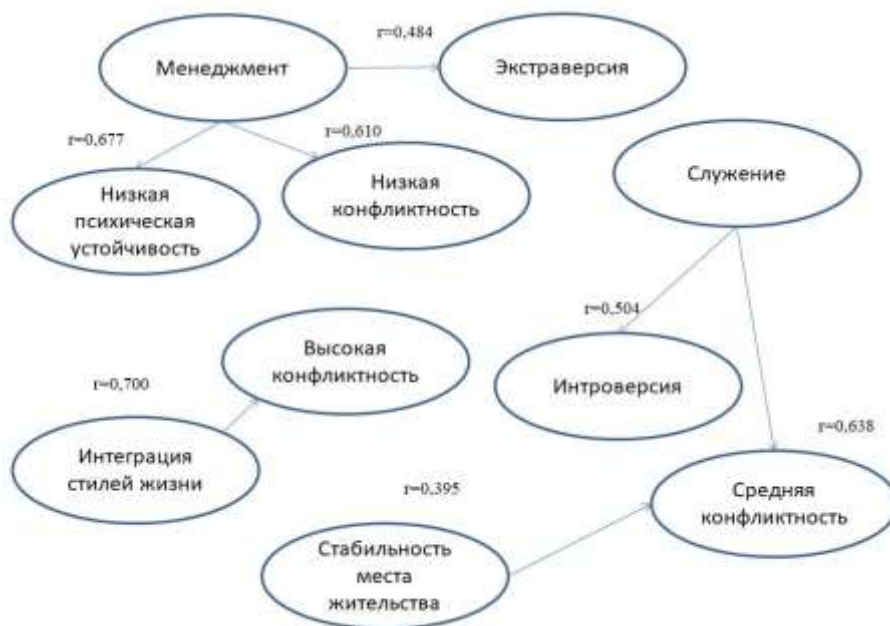 r=0,484
Менеджмент
Экстраверсия
r=0,677
r=0,610
Служение
Низкая
психическая
устойчивость
Низкая
конфликтность
r=0,504
Высокая
конфликтность
r=0,700
Интроверсия
r=0,638
Интеграция
стилей жизни
r=0,395
Средняя
конфликтность
Стабильность
места
жительства